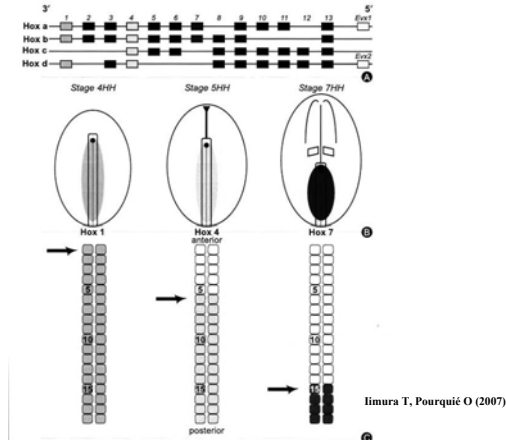 3' 5'
1 2 3 4 5 6 7 8 9 10 11 12 13 Evx1
Hox a
Hox b
Hox c
Evx2
Hox d
A
Stage 4HH Stage 5HH Stage 7HH
Hox 1 Hox 4 Hox 7 B
anterior
5 5 5
10 10 10
15 15 15
Iimura T, Pourquié O (2007)
posterior
C